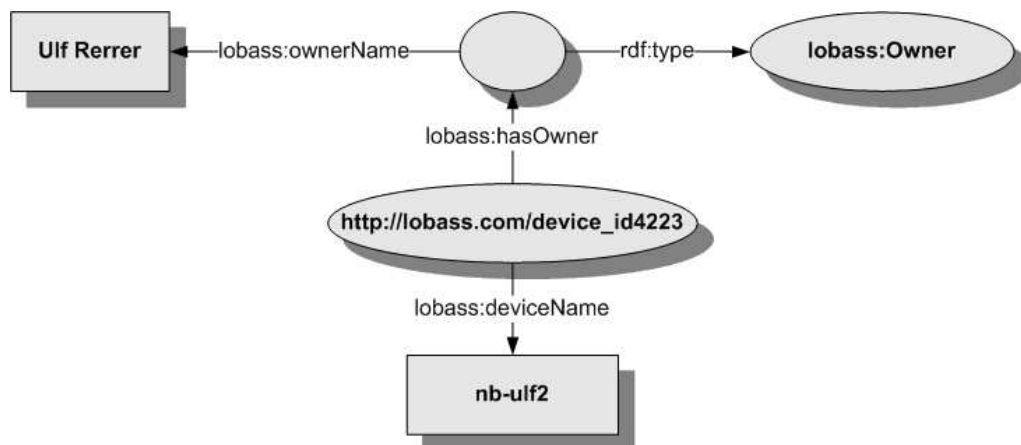 Ulf Rerrer
lobass:ownerName
rdf:type
lobass:Owner
lobass:hasOwner
http://lobass.com/device_id4223
lobass:deviceName
nb-ulf2